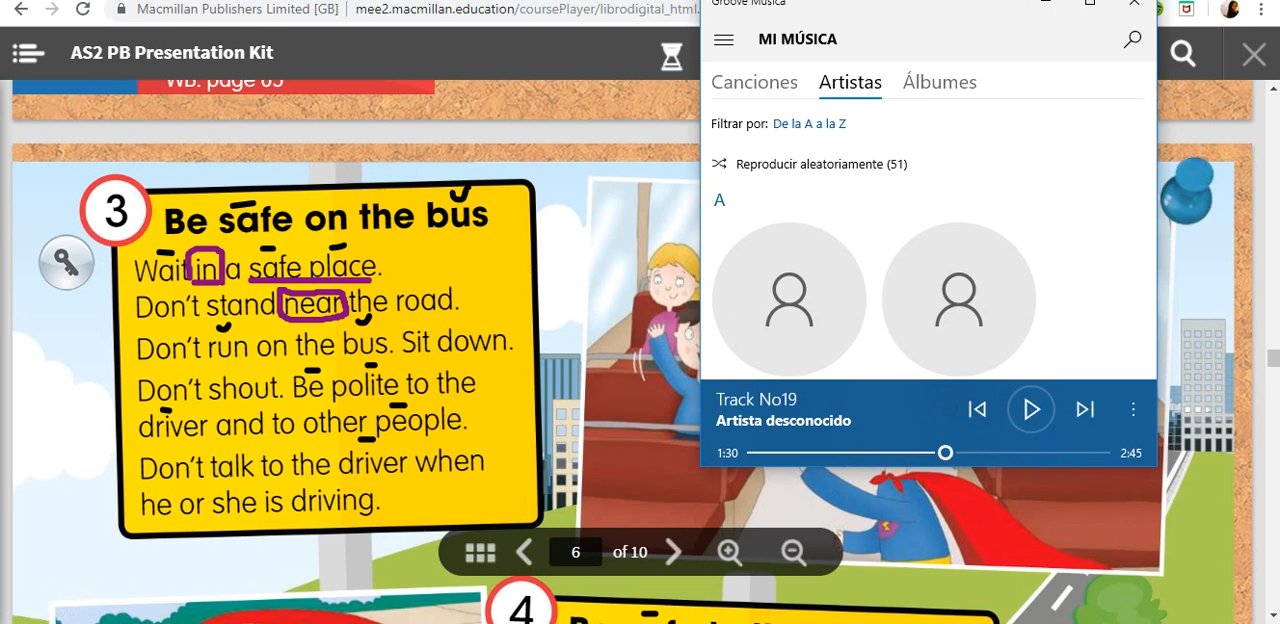 Macmillan Publishers Limited [GB] | mee2.macmillan.education/coursePlayer/librodigital_html.
AS2 PB Presentation Kit
WB: page 65
3
Be safe on the bus
Wait in a safe place.
Don't stand near the road.
Don't run on the bus. Sit down.
Don't shout. Be polite to the
driver and to other people.
Don't talk to the driver when
he or she is driving.
Groove Música
MI MÚSICA
Canciones Artistas Álbumes
Filtrar por: De la A a la Z
Reproducir aleatoriamente (51)
A
Track No19
Artista desconocido
1:30 2:45
6 of 10
4